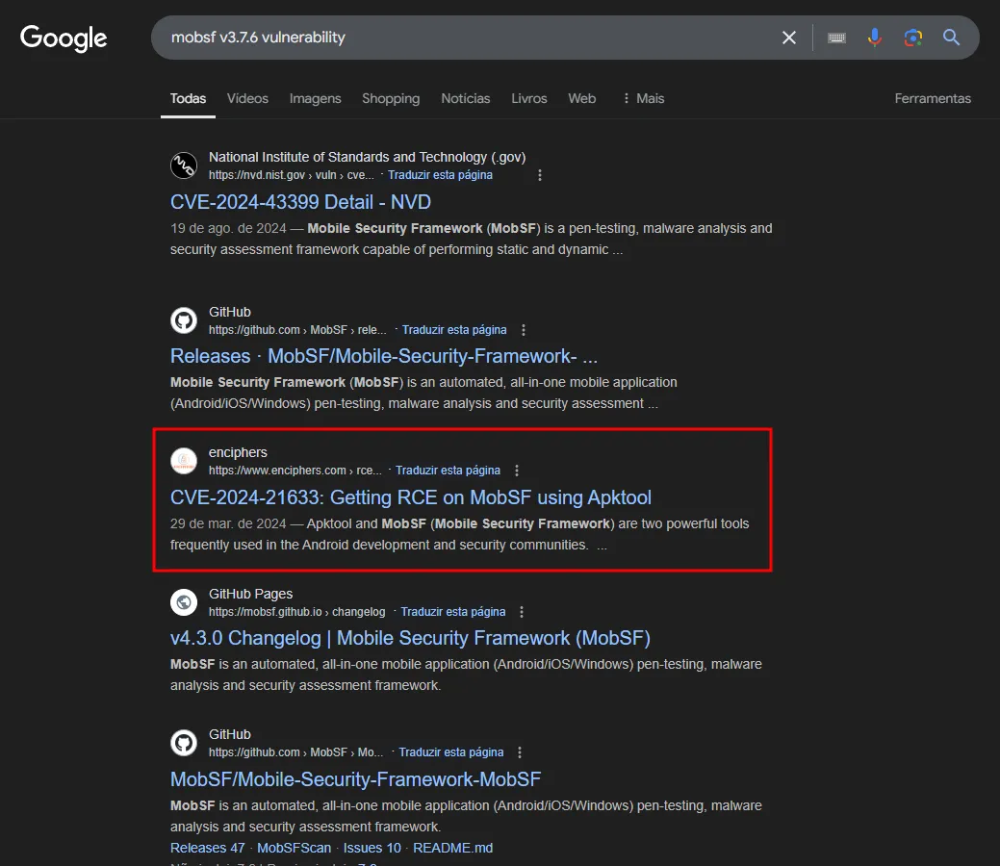 Google
mobsf v3.7.6 vulnerability
Todas Vídeos Imagens Shopping Notícias Livros Web Mais Ferramentas
National Institute of Standards and Technology (.gov)
https://nvd.nist.gov › vuln › cve... · Traduzir esta página
CVE-2024-43399 Detail - NVD
19 de ago. de 2024 — Mobile Security Framework (MobSF) is a pen-testing, malware analysis and
security assessment framework capable of performing static and dynamic ...
GitHub
https://github.com › MobSF › rele... · Traduzir esta página
Releases · MobSF/Mobile-Security-Framework- ...
Mobile Security Framework (MobSF) is an automated, all-in-one mobile application
(Android/iOS/Windows) pen-testing, malware analysis and security assessment ...
enciphers
https://www.enciphers.com › rce... · Traduzir esta página
CVE-2024-21633: Getting RCE on MobSF using Apktool
29 de mar. de 2024 — Apktool and MobSF (Mobile Security Framework) are two powerful tools
frequently used in the Android development and security communities. ...
GitHub Pages
https://mobsf.github.io › changelog · Traduzir esta página
v4.3.0 Changelog | Mobile Security Framework (MobSF)
MobSF is an automated, all-in-one mobile application (Android/iOS/Windows) pen-testing, malware
analysis and security assessment framework.
GitHub
https://github.com › MobSF › Mo... · Traduzir esta página
MobSF/Mobile-Security-Framework-MobSF
MobSF is an automated, all-in-one mobile application (Android/iOS/Windows) pen-testing, malware
analysis and security assessment framework.
Releases 47 · MobSFScan · Issues 10 · README.md